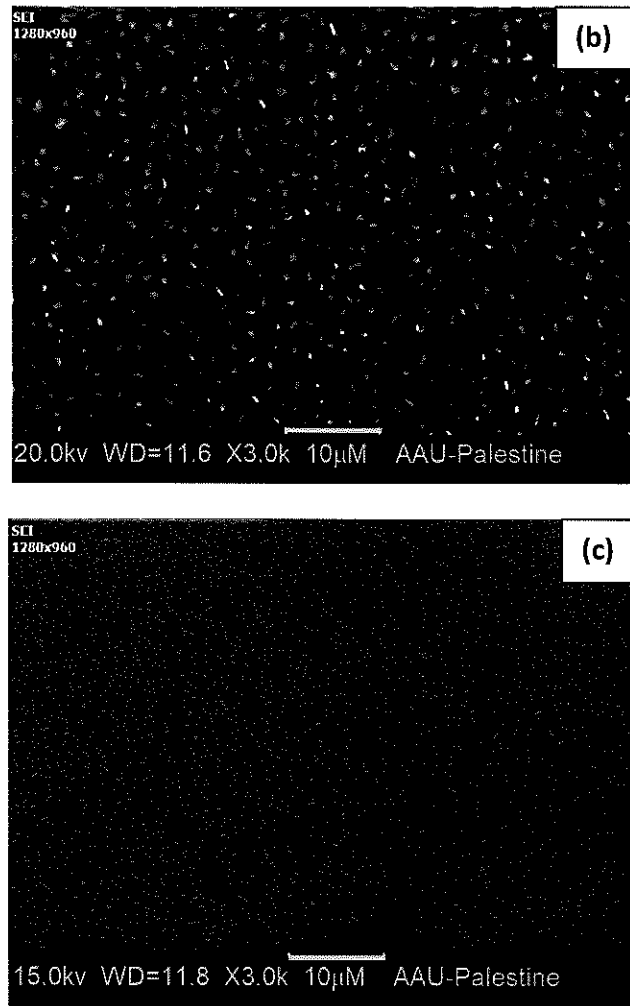 SEI
1280x960
(b)
20.0kv WD=11.6 X3.0k 10μM AAU-Palestine
SEI
1280x960
(c)
15.0kv WD=11.8 X3.0k 10μM AAU-Palestine